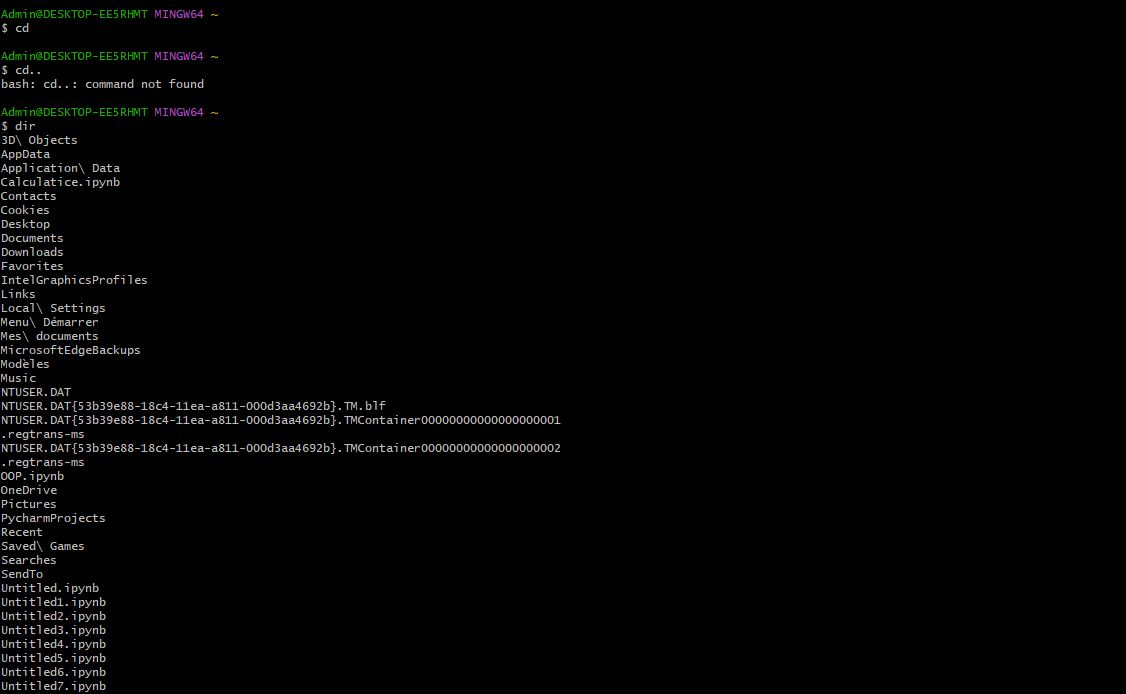 Admin@DESKTOP-EE5RHMT MINGW64 ~
$ cd
Admin@DESKTOP-EE5RHMT MINGW64 ~
$ cd..
bash: cd..: command not found
Admin@DESKTOP-EE5RHMT MINGW64 ~
$ dir
3D\ Objects
AppData
Application\ Data
Calculatice.ipynb
Contacts
Cookies
Desktop
Documents
Downloads
Favorites
IntelGraphicsProfiles
Links
Local\ Settings
Menu\ Démarrer
Mes\ documents
MicrosoftEdgeBackups
Modèles
Music
NTUSER.DAT
NTUSER.DAT{53b39e88-18c4-11ea-a811-000d3aa4692b}.TM.blf
NTUSER.DAT{53b39e88-18c4-11ea-a811-000d3aa4692b}.TMContainer00000000000000000001
.regtrans-ms
NTUSER.DAT{53b39e88-18c4-11ea-a811-000d3aa4692b}.TMContainer00000000000000000002
.regtrans-ms
OOP.ipynb
OneDrive
Pictures
PycharmProjects
Recent
Saved\ Games
Searches
SendTo
Untitled.ipynb
Untitled1.ipynb
Untitled2.ipynb
Untitled3.ipynb
Untitled4.ipynb
Untitled5.ipynb
Untitled6.ipynb
Untitled7.ipynb